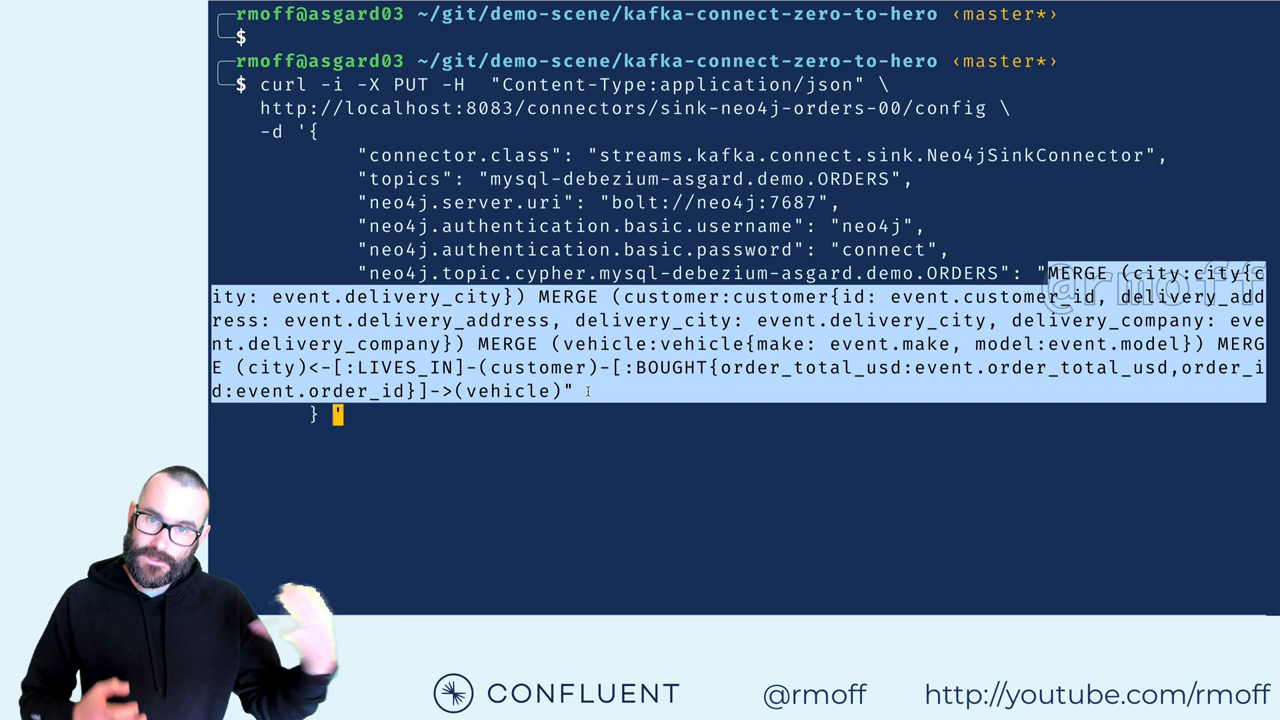 rmoff@asgard03 ~/git/demo-scene/kafka-connect-zero-to-hero ‹master*›
$
rmoff@asgard03 ~/git/demo-scene/kafka-connect-zero-to-hero ‹master*›
$ curl -i -X PUT -H  "Content-Type:application/json" \
http://localhost:8083/connectors/sink-neo4j-orders-00/config \
-d '{
"connector.class": "streams.kafka.connect.sink.Neo4jSinkConnector",
"topics": "mysql-debezium-asgard.demo.ORDERS",
"neo4j.server.uri": "bolt://neo4j:7687",
"neo4j.authentication.basic.username": "neo4j",
"neo4j.authentication.basic.password": "connect",
"neo4j.topic.cypher.mysql-debezium-asgard.demo.ORDERS": "MERGE (city:city{c
ity: event.delivery_city}) MERGE (customer:customer{id: event.customer_id, delivery_add
ress: event.delivery_address, delivery_city: event.delivery_city, delivery_company: eve
nt.delivery_company}) MERGE (vehicle:vehicle{make: event.make, model:event.model}) MERG
E (city)<-[:LIVES_IN]-(customer)-[:BOUGHT{order_total_usd:event.order_total_usd,order_i
d:event.order_id}]->(vehicle)"
} '
@rmoff
CONFLUENT
@rmoff
http://youtube.com/rmoff